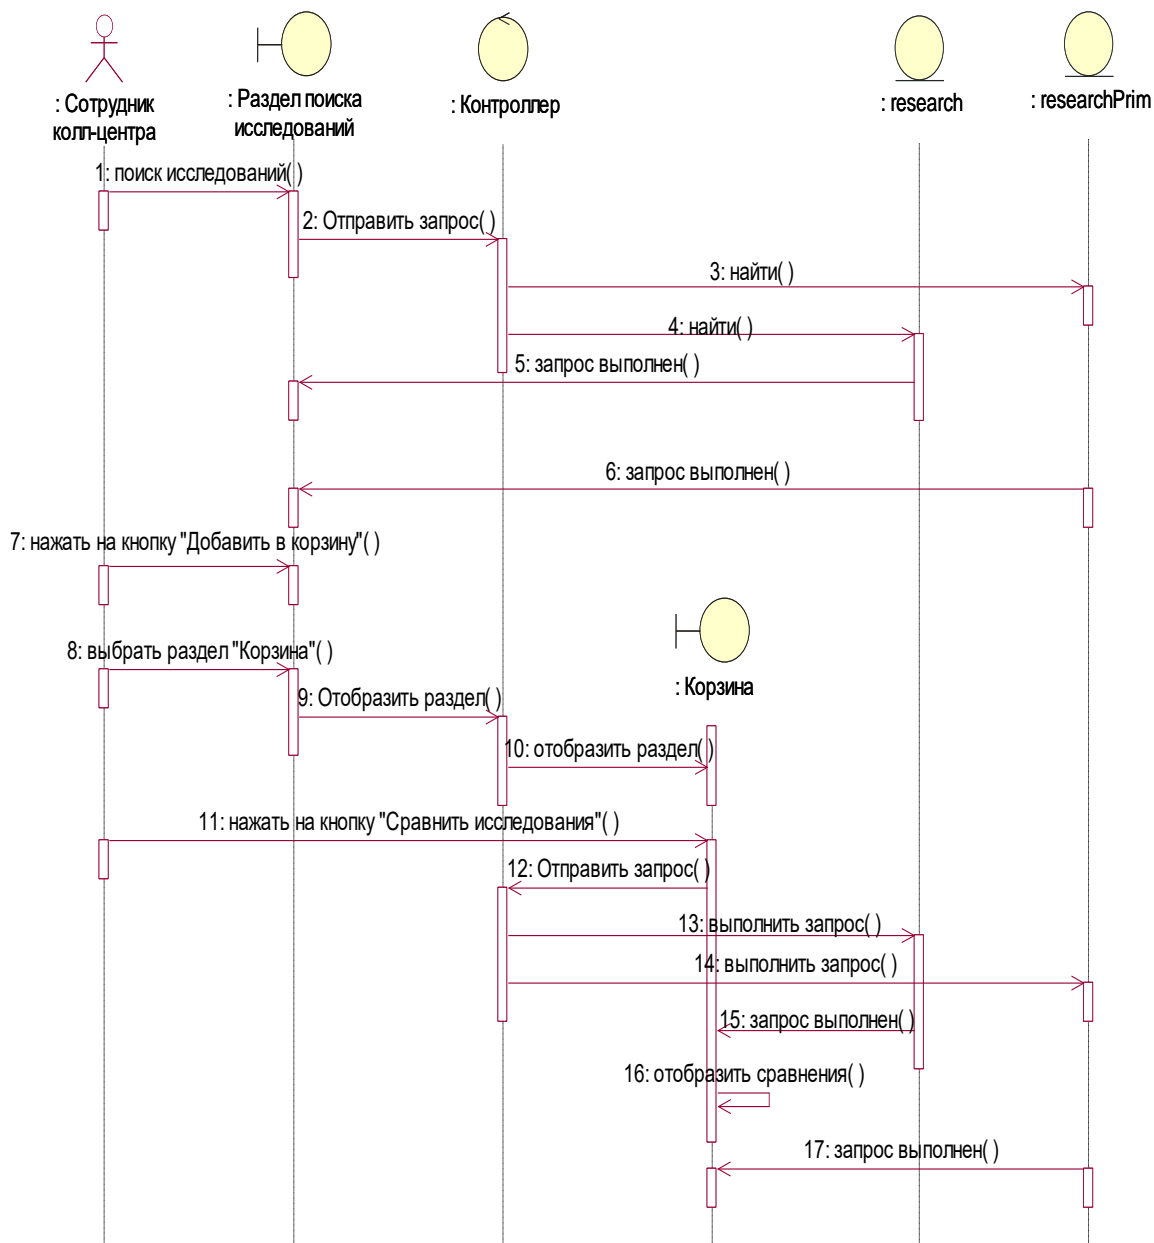 : Сотрудник
колл-центра
: Раздел поиска
исследований
: Контроллер
: research
: researchPrim
1: поиск исследований( )
2: Отправить запрос( )
3: найти( )
4: найти( )
5: запрос выполнен( )
6: запрос выполнен( )
7: нажать на кнопку "Добавить в корзину"( )
8: выбрать раздел "Корзина"( )
: Корзина
9: Отобразить раздел( )
10: отобразить раздел( )
11: нажать на кнопку "Сравнить исследования"( )
12: Отправить запрос( )
13: выполнить запрос( )
14: выполнить запрос( )
15: запрос выполнен( )
16: отобразить сравнения( )
17: запрос выполнен( )